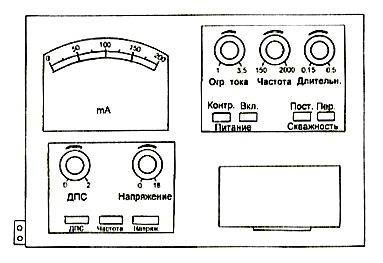 0 50 100 150 200
mA
1 3.5 150 2000 0.15 0.5
Огр. тока Частота Длительн.
Контр. Вкл. Пост. Пер.
Питание Скважность
0 2 0 18
ДПС Напряжение
ДПС Частота Напряж